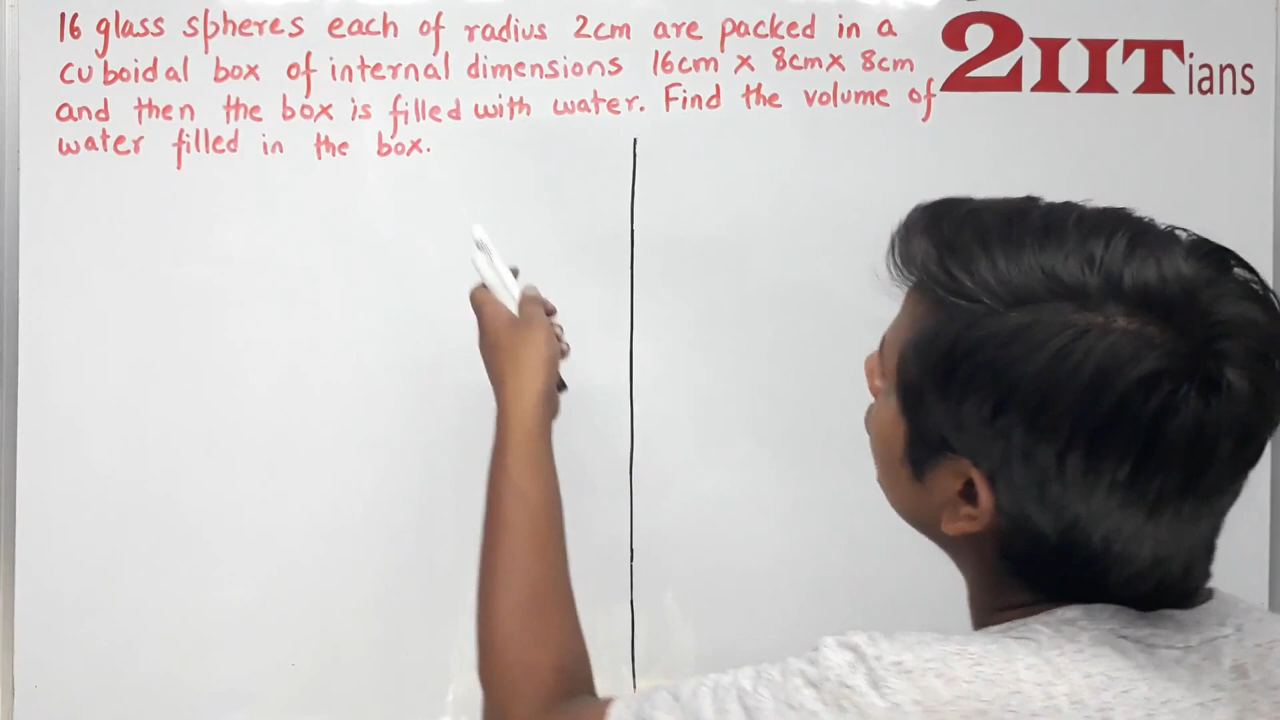 16 glass spheres each of radius 2cm are packed in a
cuboidal box of internal dimensions 16cm x 8cm x 8cm
and then the box is filled with water. Find the volume of
water filled in the box.
2IITians